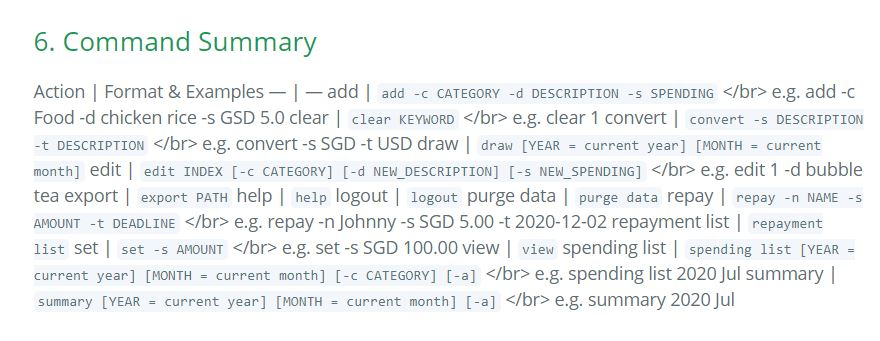 6. Command Summary
Action | Format & Examples — | — add | add -c CATEGORY -d DESCRIPTION -s SPENDING </br> e.g. add -c
Food -d chicken rice -s GSD 5.0 clear | clear KEYWORD </br> e.g. clear 1 convert | convert -s DESCRIPTION
-t DESCRIPTION </br> e.g. convert -s SGD -t USD draw | draw [YEAR = current year] [MONTH = current
month] edit | edit INDEX [-c CATEGORY] [-d NEW_DESCRIPTION] [-s NEW_SPENDING] </br> e.g. edit 1 -d bubble
tea export | export PATH help | help logout | logout purge data | purge data repay | repay -n NAME -s
AMOUNT -t DEADLINE </br> e.g. repay -n Johnny -s SGD 5.00 -t 2020-12-02 repayment list | repayment
list set | set -s AMOUNT </br> e.g. set -s SGD 100.00 view | view spending list | spending list [YEAR =
current year] [MONTH = current month] [-c CATEGORY] [-a] </br> e.g. spending list 2020 Jul summary |
summary [YEAR = current year] [MONTH = current month] [-a] </br> e.g. summary 2020 Jul